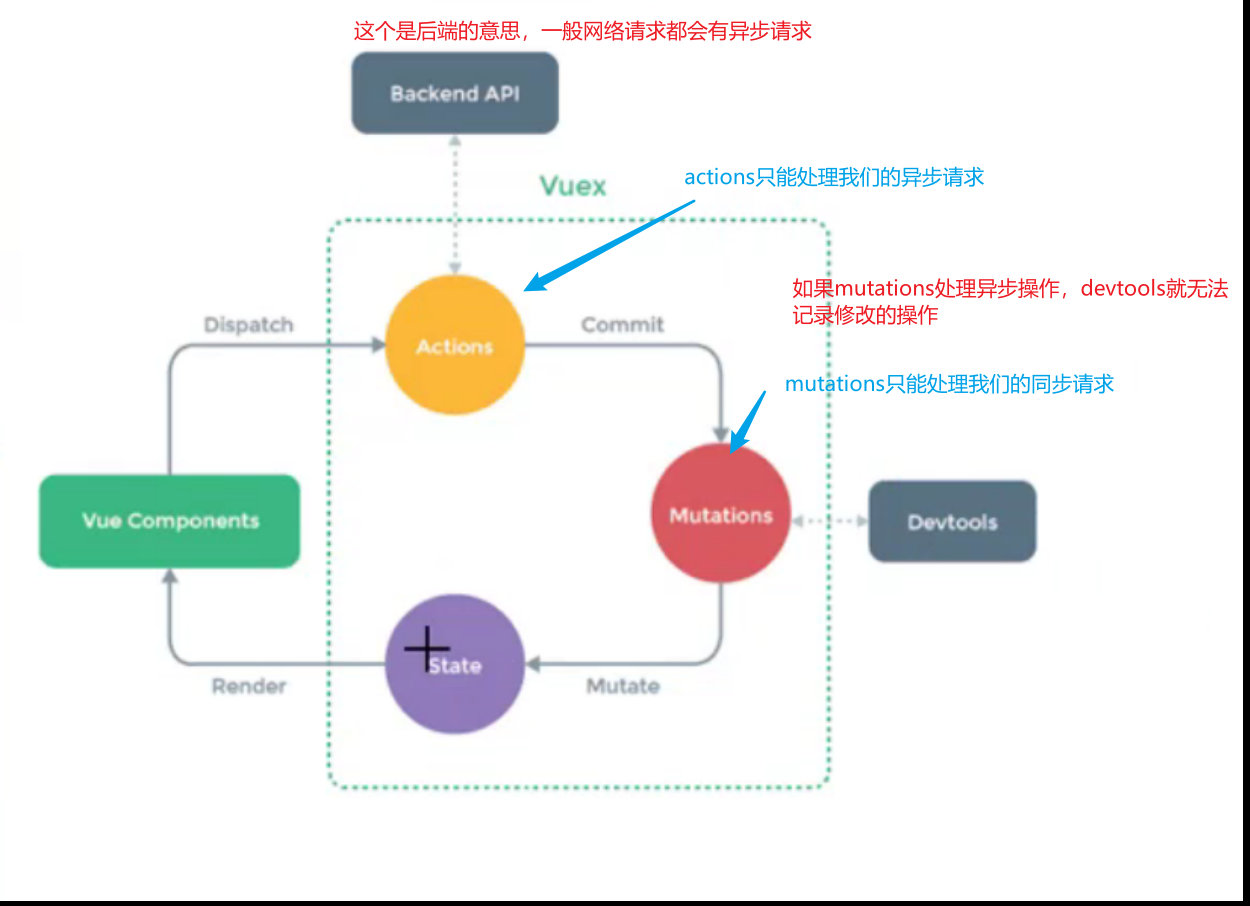 这个是后端的意思，一般网络请求都会有异步请求
Backend API
Vuex
actions只能处理我们的异步请求
如果mutations处理异步操作，devtools就无法
记录修改的操作
Dispatch
Actions
Commit
mutations只能处理我们的同步请求
Vue Components
Mutations
Devtools
State
Render
Mutate